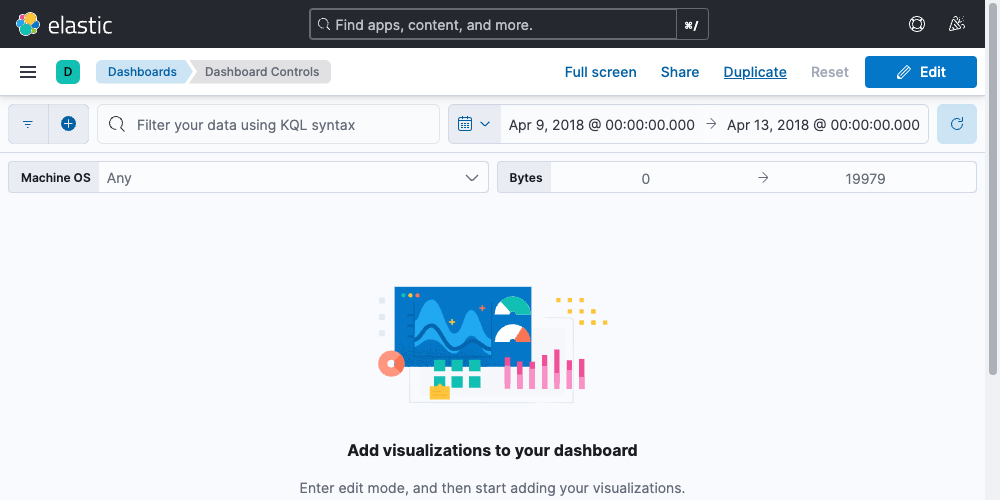 elastic
Find apps, content, and more.
⌘/
D
Dashboards
Dashboard Controls
Full screen
Share
Duplicate
Reset
Edit
Filter your data using KQL syntax
Apr 9, 2018 @ 00:00:00.000 → Apr 13, 2018 @ 00:00:00.000
Machine OS
Any
Bytes
0 → 19979
Add visualizations to your dashboard
Enter edit mode, and then start adding your visualizations.